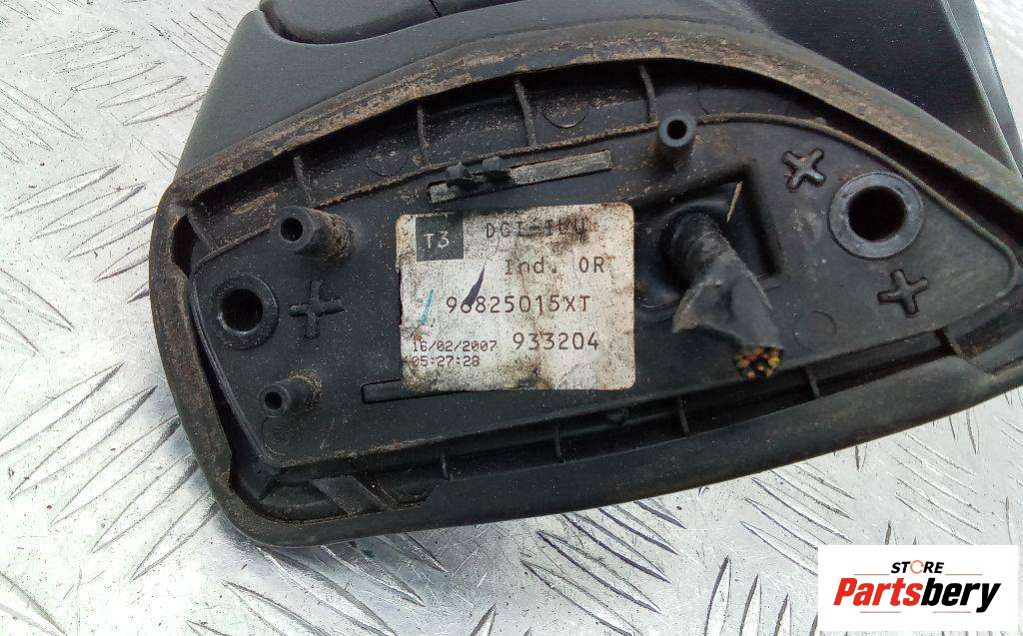 T3
Ind. 0R
96825015XT
16/02/2007 933204
05:27:28
STORE
Partsbery